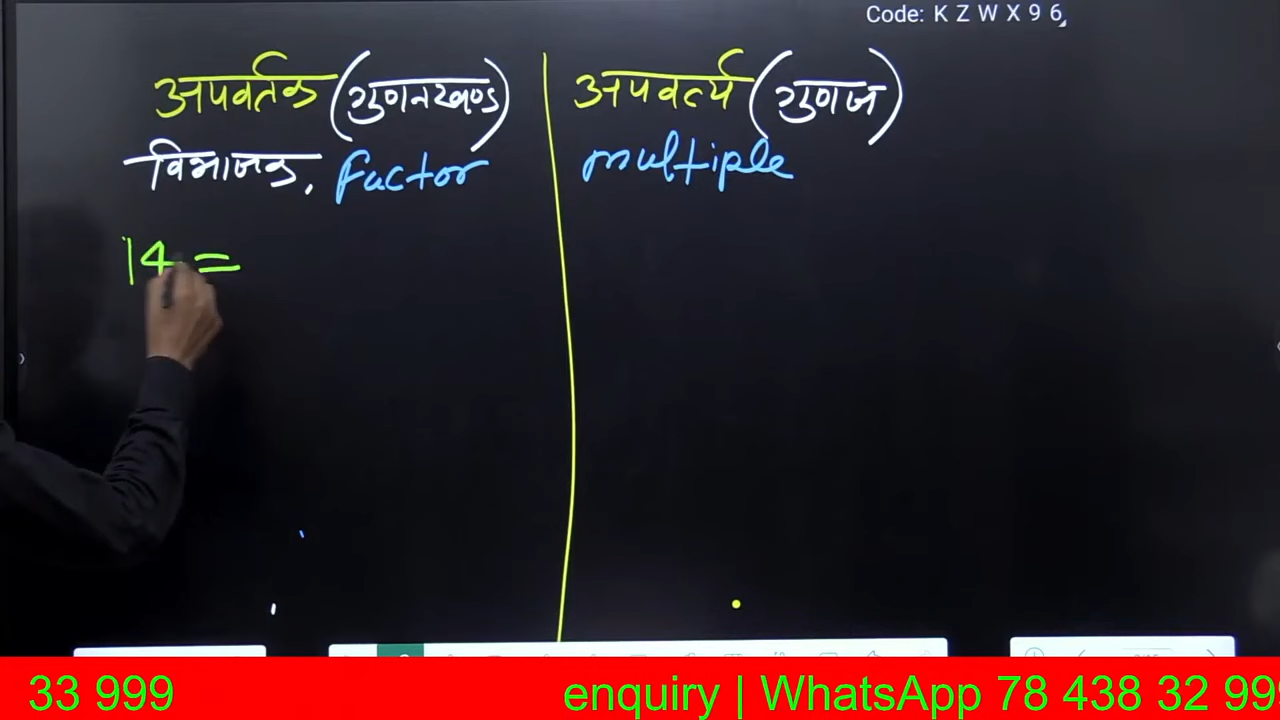 Code: K Z W X 9 6
अपवर्तक (गुणनखण्ड)
विभाजक, Factor
14 =
अपवर्त्य (गुणज)
multiple
33 999
enquiry | WhatsApp 78 438 32 99